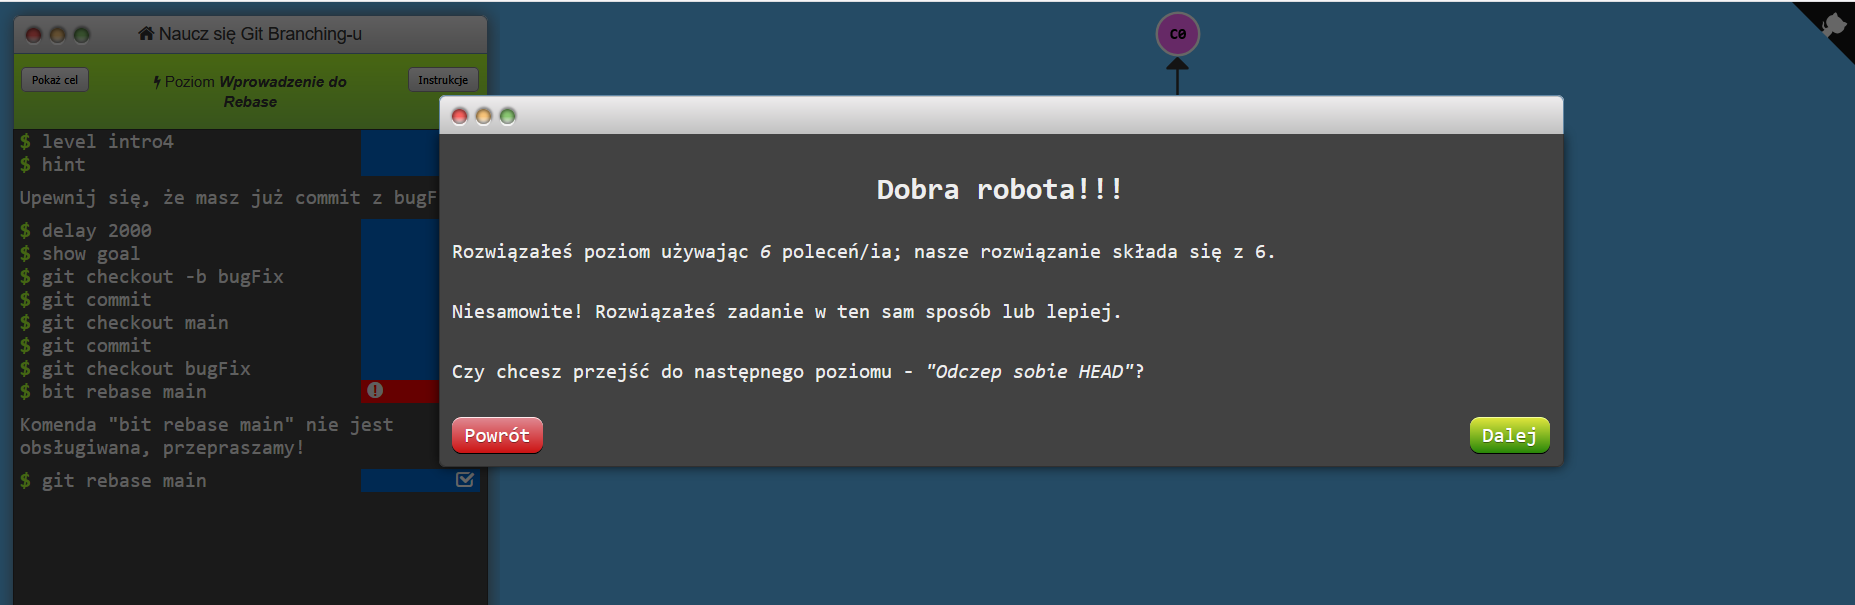 Naucz się Git Branching-u
Pokaż cel
Poziom Wprowadzenie do
Rebase
Instrukcje
$ level intro4
$ hint
Upewnij się, że masz już commit z bugF
$ delay 2000
$ show goal
$ git checkout -b bugFix
$ git commit
$ git checkout main
$ git commit
$ git checkout bugFix
$ bit rebase main
Komenda "bit rebase main" nie jest
obsługiwana, przepraszamy!
$ git rebase main
C0
Dobra robota!!!
Rozwiązałeś poziom używając 6 poleceń/ia; nasze rozwiązanie składa się z 6.
Niesamowite! Rozwiązałeś zadanie w ten sam sposób lub lepiej.
Czy chcesz przejść do następnego poziomu - "Odczep sobie HEAD"?
Powrót
Dalej